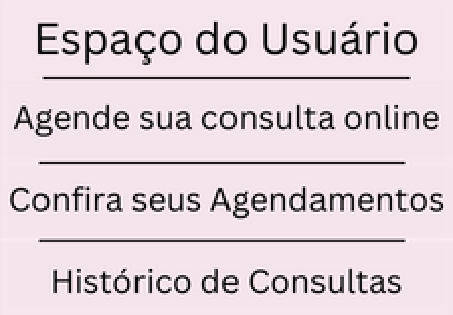 Espaço do Usuário
Agende sua consulta online
Confira seus Agendamentos
Histórico de Consultas